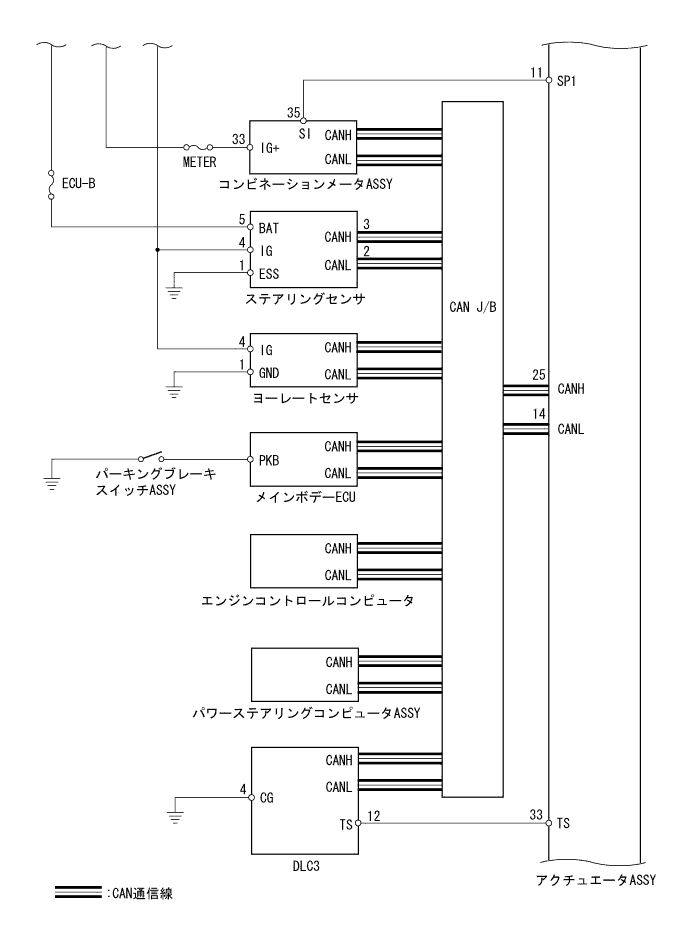 11
SP1
35
SI
CANH
33
IG+
CANL
METER
コンビネーションメータASSY
ECU-B
5
BAT
3
CANH
4
IG
2
CANL
1
ESS
ステアリングセンサ
CAN J/B
4
IG
CANH
1
GND
CANL
ヨーレートセンサ
25
CANH
14
CANL
CANH
PKB
CANL
パーキングブレーキ
スイッチASSY
メインボデーECU
CANH
CANL
エンジンコントロールコンピュータ
CANH
CANL
パワーステアリングコンピュータASSY
CANH
CANL
4
CG
TS
12
33
TS
DLC3
アクチュエータASSY
:CAN通信線